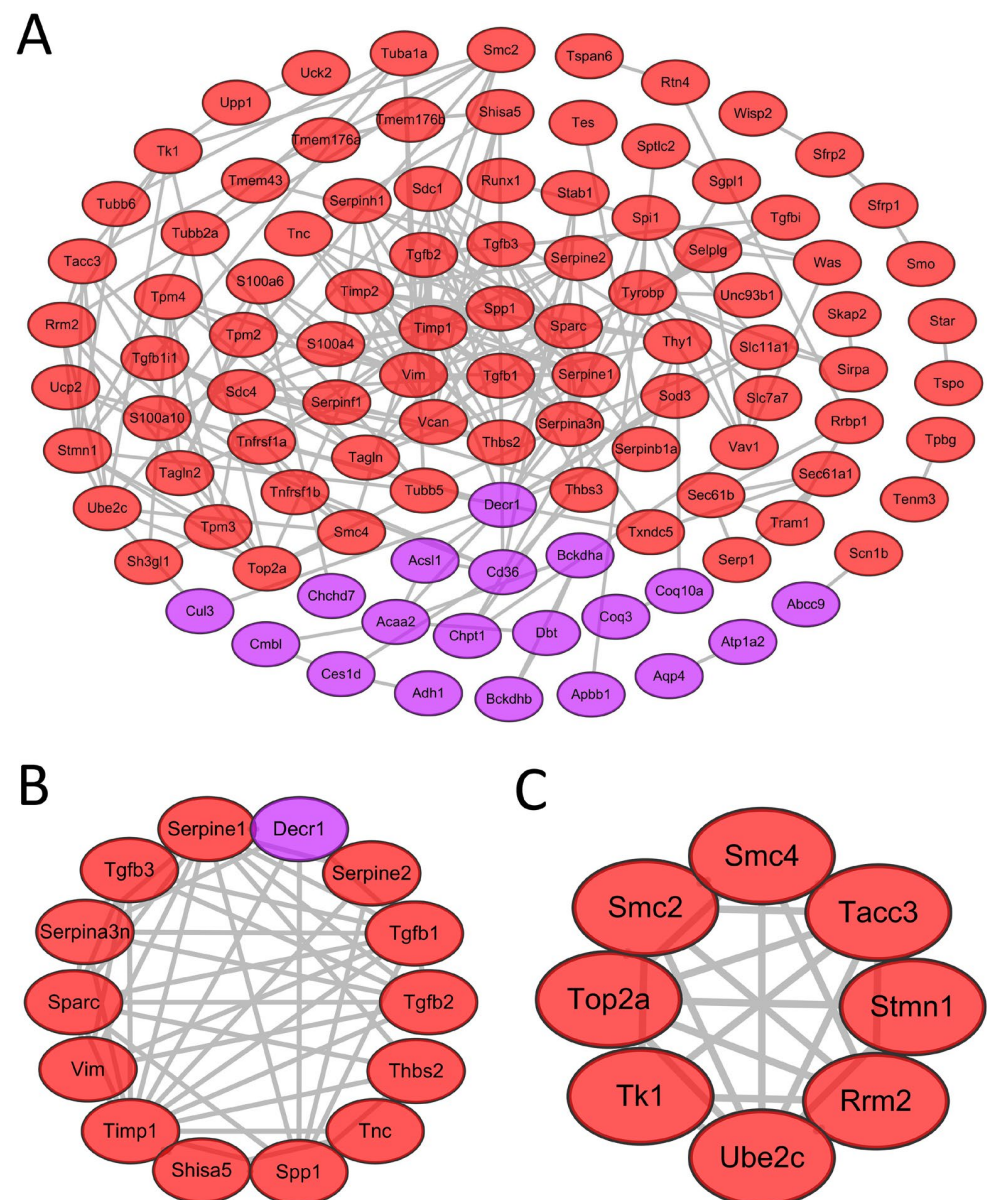 A
Tuba1a
Smc2
Tspan6
Uck2
Rtn4
Upp1
Wisp2
Tmem176b
Shisa5
Tes
Tmem176a
Sptlc2
Tk1
Sfrp2
Tmem43
Sdc1
Runx1
Stab1
Sgpl1
Serpinh1
Tubb6
Sfrp1
Spi1
Tgfbi
Tubb2a
Tnc
Tgfb3
Selplg
Tgfb2
Serpine2
Tacc3
Was
Smo
S100a6
Timp2
Tyrobp
Unc93b1
Tpm4
Spp1
Skap2
Star
Rrm2
Timp1
Sparc
Tpm2
S100a4
Thy1
Slc11a1
Tgfb1i1
Sirpa
Vim
Tgfb1
Serpine1
Tspo
Ucp2
Sdc4
Serpinf1
Sod3
Slc7a7
S100a10
Vcan
Serpina3n
Rrbp1
Tnfrsf1a
Thbs2
Tpbg
Stmn1
Tagln
Serpinb1a
Vav1
Tagln2
Sec61a1
Tnfrsf1b
Tubb5
Thbs3
Sec61b
Tenm3
Ube2c
Decr1
Tpm3
Smc4
Txndc5
Tram1
Sh3gl1
Top2a
Acsl1
Cd36
Bckdha
Serp1
Scn1b
Cul3
Chchd7
Coq10a
Abcc9
Acaa2
Coq3
Cmbl
Chpt1
Dbt
Atp1a2
Ces1d
Aqp4
Adh1
Bckdhb
Apbb1
B
Serpine1
Decr1
Tgfb3
Serpine2
Serpina3n
Tgfb1
Sparc
Tgfb2
Vim
Thbs2
Timp1
Tnc
Shisa5
Spp1
C
Smc4
Smc2
Tacc3
Top2a
Stmn1
Tk1
Rrm2
Ube2c